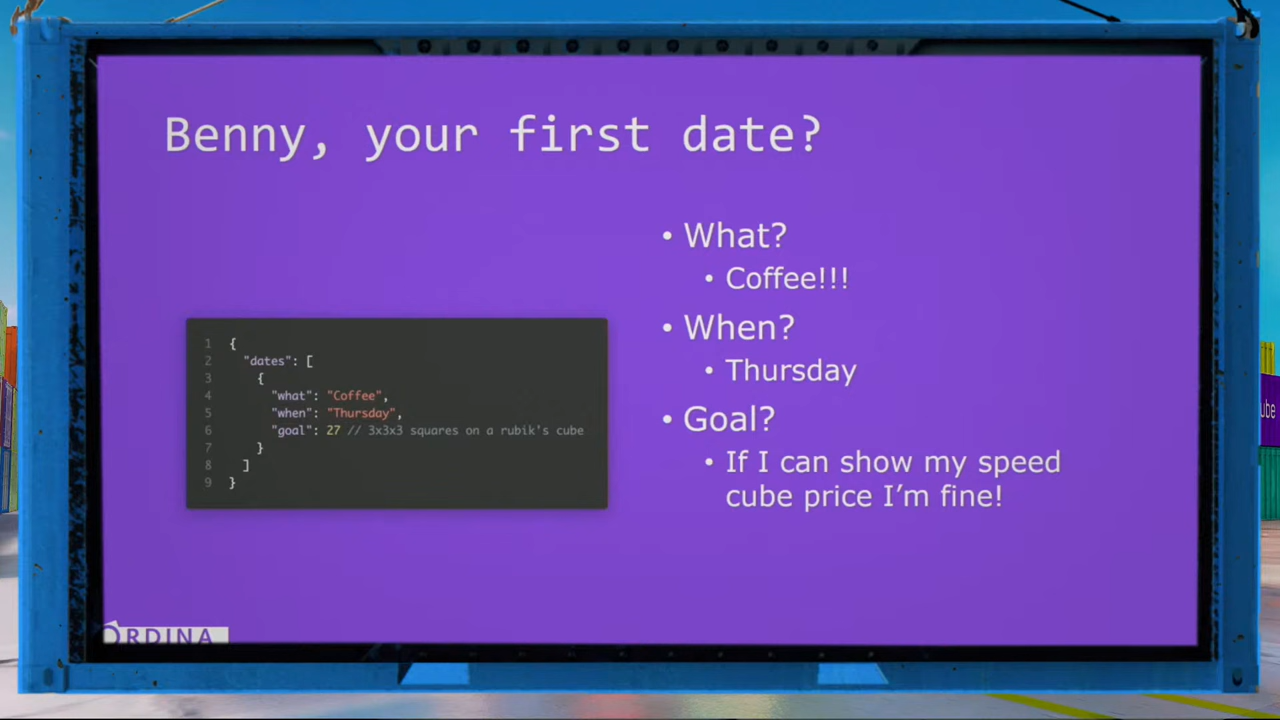 Benny, your first date?
• What?
• Coffee!!!
• When?
• Thursday
• Goal?
• If I can show my speed
cube price I’m fine!
1 {
2 "dates": [
3 {
4 "what": "Coffee",
5 "when": "Thursday",
6 "goal": 27 // 3x3x3 squares on a rubik's cube
7 }
8 ]
9 }
ORDINA